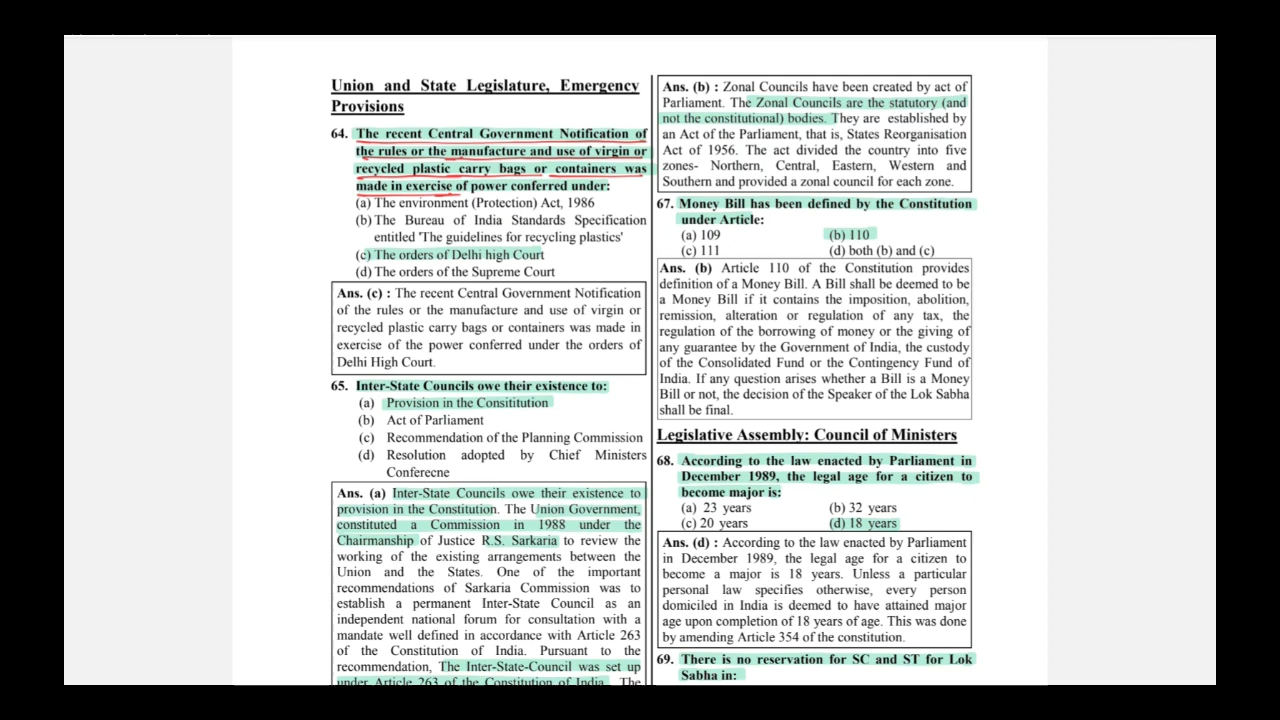 Union and State Legislature, Emergency
Provisions
64. The recent Central Government Notification of
the rules or the manufacture and use of virgin or
recycled plastic carry bags or containers was
made in exercise of power conferred under:
(a) The environment (Protection) Act, 1986
(b) The Bureau of India Standards Specification
entitled 'The guidelines for recycling plastics'
(c) The orders of Delhi high Court
(d) The orders of the Supreme Court
Ans. (c) : The recent Central Government Notification
of the rules or the manufacture and use of virgin or
recycled plastic carry bags or containers was made in
exercise of the power conferred under the orders of
Delhi High Court.
65. Inter-State Councils owe their existence to:
(a) Provision in the Consititution
(b) Act of Parliament
(c) Recommendation of the Planning Commission
(d) Resolution adopted by Chief Ministers
Conferecne
Ans. (a) Inter-State Councils owe their existence to
provision in the Constitution. The Union Government,
constituted a Commission in 1988 under the
Chairmanship of Justice R.S. Sarkaria to review the
working of the existing arrangements between the
Union and the States. One of the important
recommendations of Sarkaria Commission was to
establish a permanent Inter-State Council as an
independent national forum for consultation with a
mandate well defined in accordance with Article 263
of the Constitution of India. Pursuant to the
recommendation, The Inter-State-Council was set up
under Article 263 of the Constitution of India. The
Ans. (b) : Zonal Councils have been created by act of
Parliament. The Zonal Councils are the statutory (and
not the constitutional) bodies. They are established by
an Act of the Parliament, that is, States Reorganisation
Act of 1956. The act divided the country into five
zones- Northern, Central, Eastern, Western and
Southern and provided a zonal council for each zone.
67. Money Bill has been defined by the Constitution
under Article:
(a) 109 (b) 110
(c) 111 (d) both (b) and (c)
Ans. (b) Article 110 of the Constitution provides
definition of a Money Bill. A Bill shall be deemed to be
a Money Bill if it contains the imposition, abolition,
remission, alteration or regulation of any tax, the
regulation of the borrowing of money or the giving of
any guarantee by the Government of India, the custody
of the Consolidated Fund or the Contingency Fund of
India. If any question arises whether a Bill is a Money
Bill or not, the decision of the Speaker of the Lok Sabha
shall be final.
Legislative Assembly: Council of Ministers
68. According to the law enacted by Parliament in
December 1989, the legal age for a citizen to
become major is:
(a) 23 years (b) 32 years
(c) 20 years (d) 18 years
Ans. (d) : According to the law enacted by Parliament
in December 1989, the legal age for a citizen to
become a major is 18 years. Unless a particular
personal law specifies otherwise, every person
domiciled in India is deemed to have attained major
age upon completion of 18 years of age. This was done
by amending Article 354 of the constitution.
69. There is no reservation for SC and ST for Lok
Sabha in: